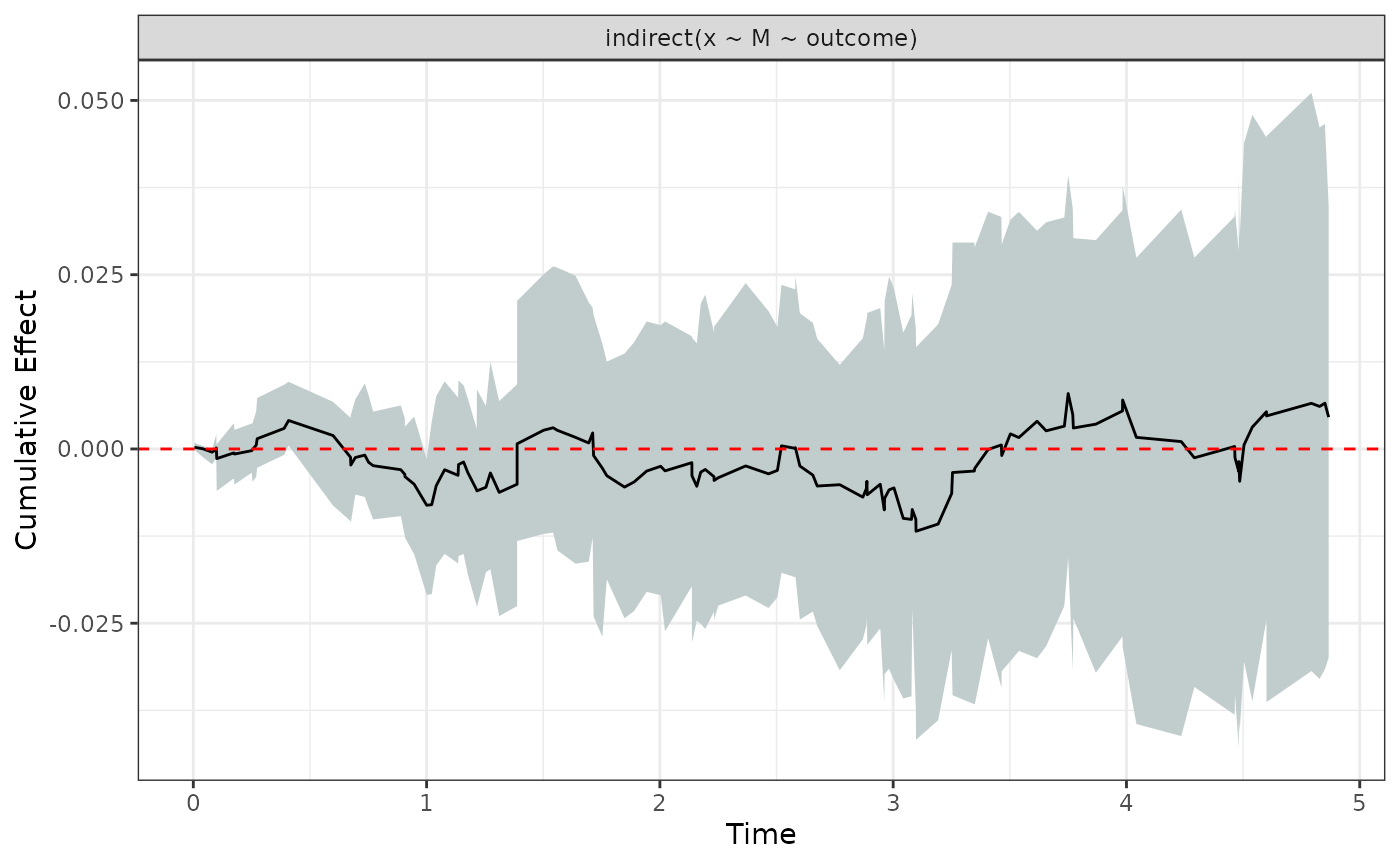 indirect(x ~ M ~ outcome)
Cumulative Effect
0.050
0.025
0.000
-0.025
0 1 2 3 4 5
Time